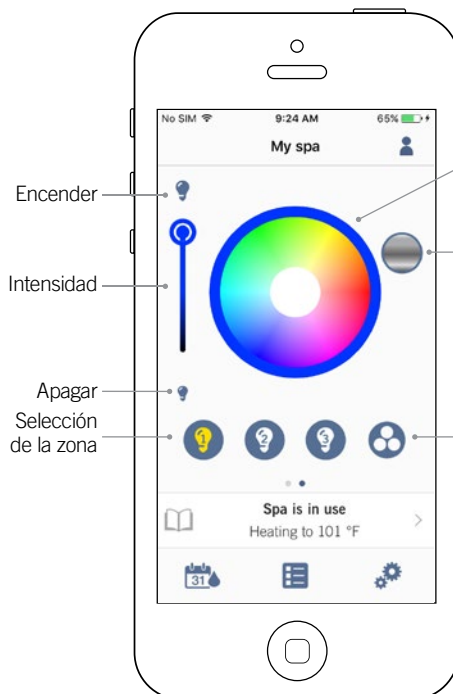 No SIM 9:24 AM 65%
My spa
Encender
Intensidad
Apagar
Selección
de la zona
1 2 3
Spa is in use
Heating to 101 °F
31